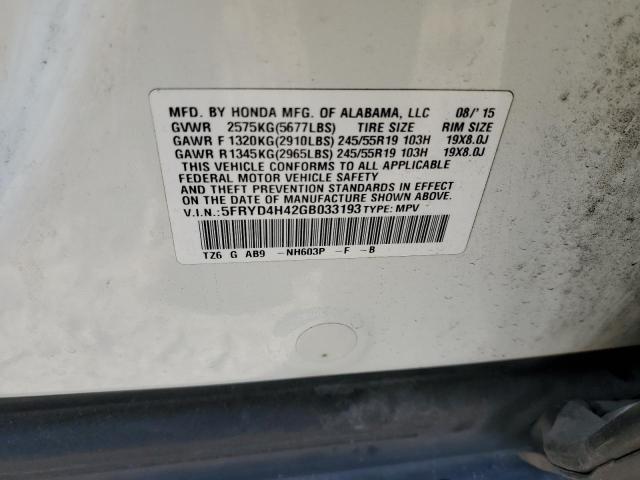 MFD. BY HONDA MFG. OF ALABAMA, LLC 08/'15
GVWR 2575KG(5677LBS) TIRE SIZE RIM SIZE
GAWR F 1320KG(2910LBS) 245/55R19 103H 19X8.0J
GAWR R 1345KG(2965LBS) 245/55R19 103H 19X8.0J
THIS VEHICLE CONFORMS TO ALL APPLICABLE
FEDERAL MOTOR VEHICLE SAFETY
AND THEFT PREVENTION STANDARDS IN EFFECT ON
THE DATE OF MANUFACTURE SHOWN ABOVE.
V.I.N.:5FRYD4H42GB033193 TYPE: MPV
TZ6 G AB9 -NH603P -F -B